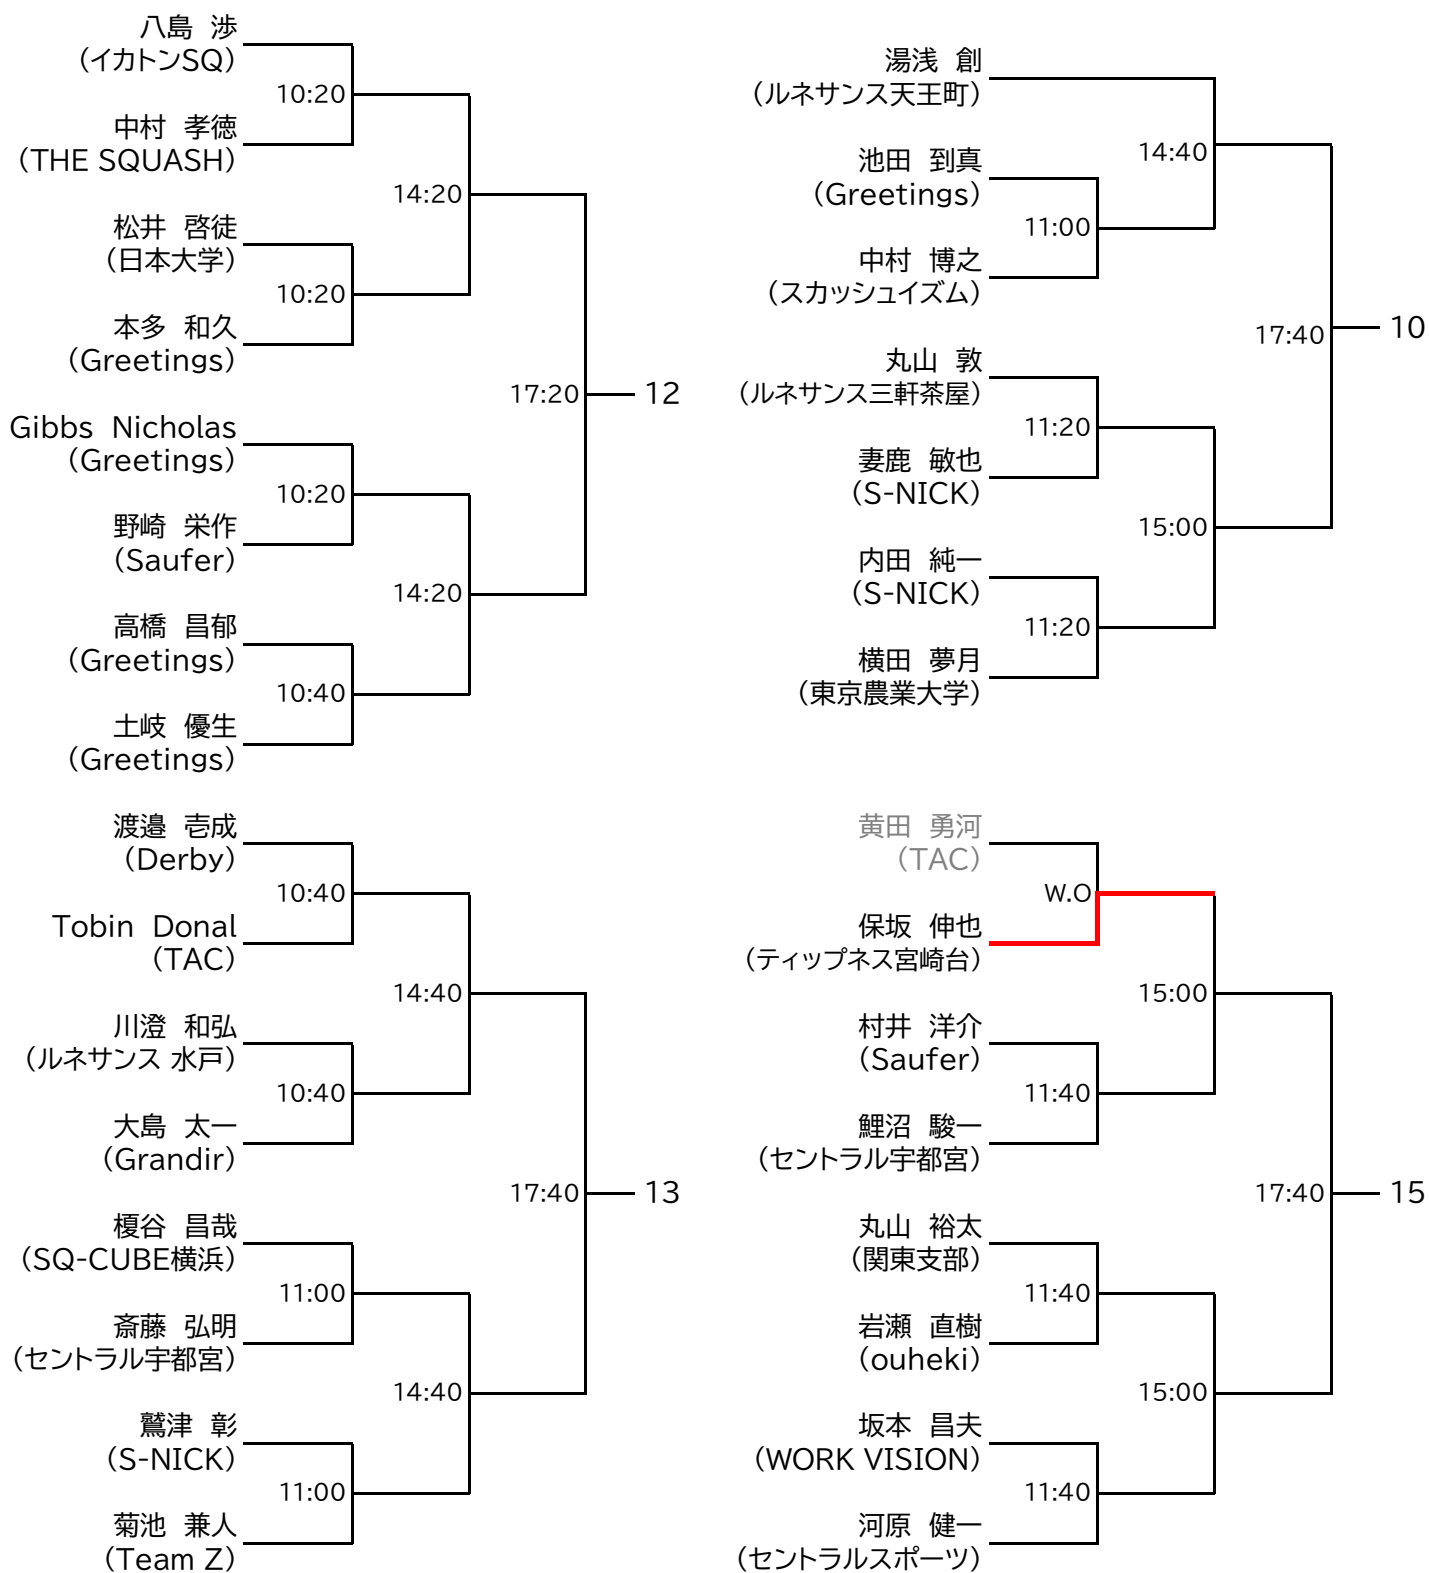 八島 渉
(イカトンSQ)
10:20
中村 孝徳
(THE SQUASH)
14:20
松井 啓徒
(日本大学)
10:20
本多 和久
(Greetings)
17:20
12
Gibbs Nicholas
(Greetings)
10:20
野崎 栄作
(Saufer)
14:20
高橋 昌郁
(Greetings)
10:40
土岐 優生
(Greetings)
湯浅 創
(ルネサンス天王町)
14:40
池田 到真
(Greetings)
11:00
中村 博之
(スカッシュイズム)
17:40
10
丸山 敦
(ルネサンス三軒茶屋)
11:20
妻鹿 敏也
(S-NICK)
15:00
内田 純一
(S-NICK)
11:20
横田 夢月
(東京農業大学)
渡邉 壱成
(Derby)
10:40
Tobin Donal
(TAC)
14:40
川澄 和弘
(ルネサンス 水戸)
10:40
大島 太一
(Grandir)
17:40
13
榎谷 昌哉
(SQ-CUBE横浜)
11:00
斎藤 弘明
(セントラル宇都宮)
14:40
鷲津 彰
(S-NICK)
11:00
菊池 兼人
(Team Z)
黄田 勇河
(TAC)
W.O
保坂 伸也
(ティップネス宮崎台)
15:00
村井 洋介
(Saufer)
11:40
鯉沼 駿一
(セントラル宇都宮)
17:40
15
丸山 裕太
(関東支部)
11:40
岩瀬 直樹
(ouheki)
15:00
坂本 昌夫
(WORK VISION)
11:40
河原 健一
(セントラルスポーツ)